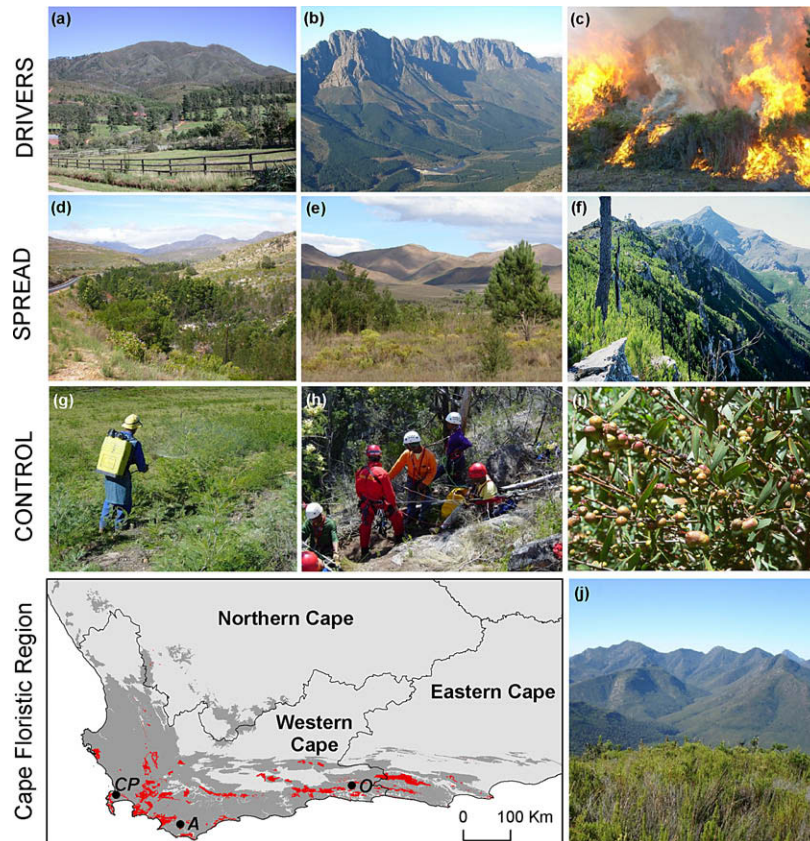 DRIVERS
(a)
(b)
(c)
SPREAD
(d)
(e)
(f)
CONTROL
(g)
(h)
(i)
Cape Floristic Region
Northern Cape
Eastern Cape
Western
Cape
CP
A
O
0 100 Km
(j)